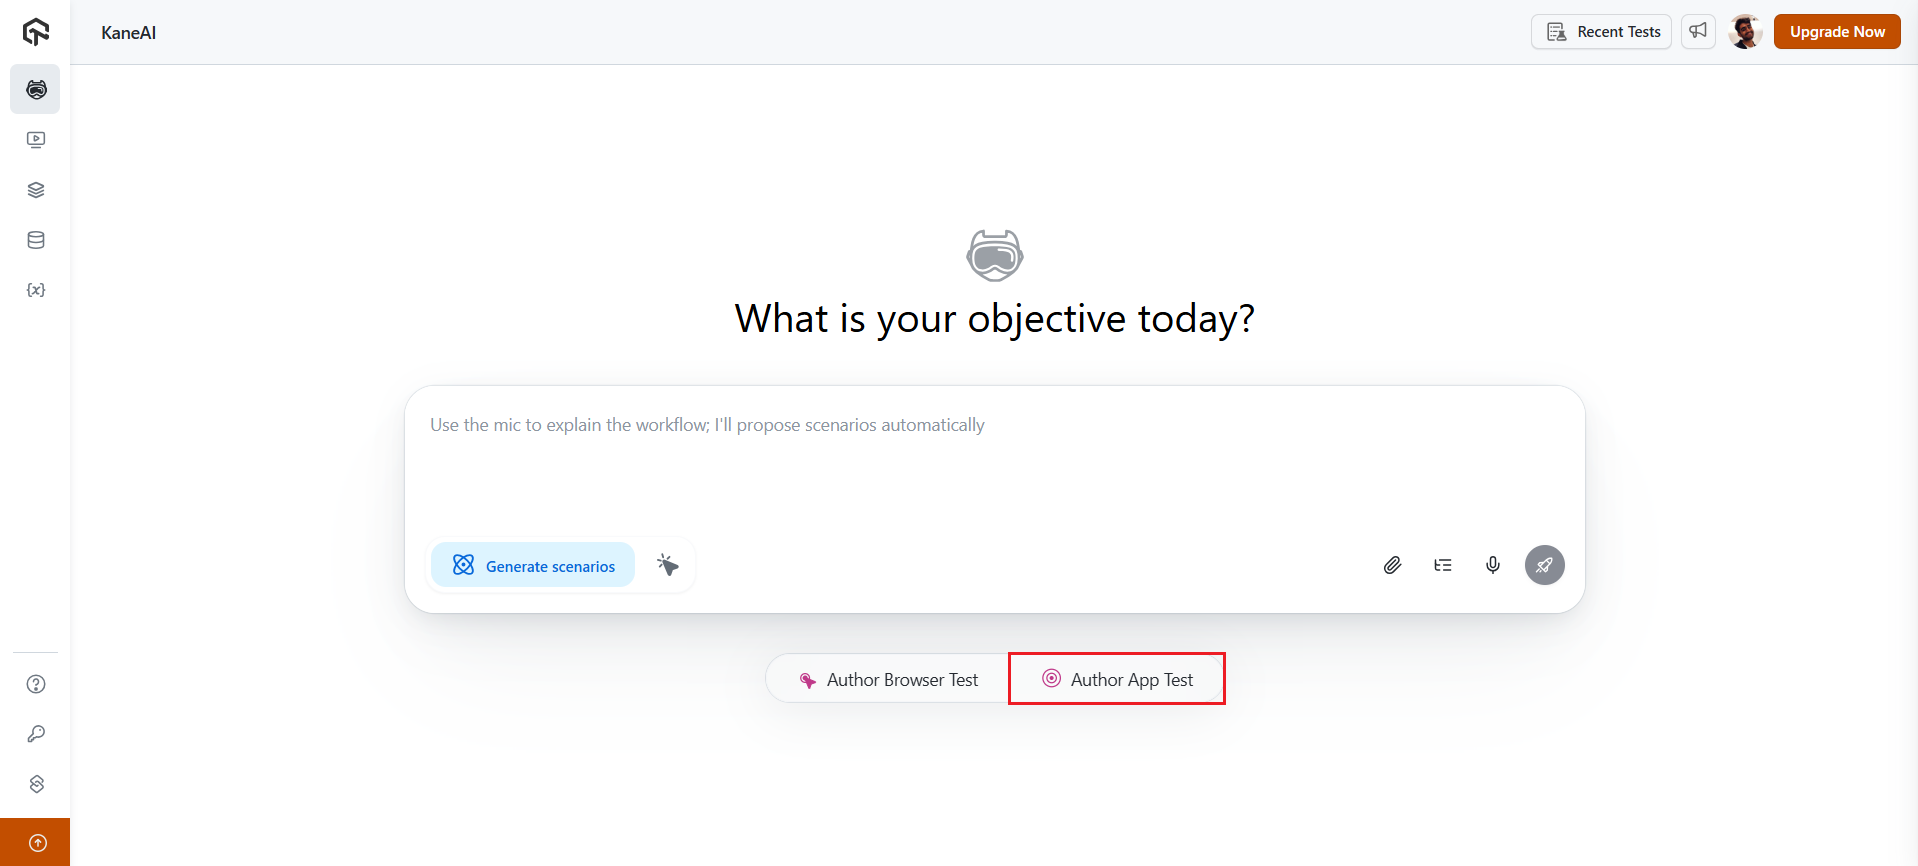 KaneAI
Recent Tests
Upgrade Now
{x}
What is your objective today?
Use the mic to explain the workflow; I'll propose scenarios automatically
Generate scenarios
Author Browser Test
Author App Test